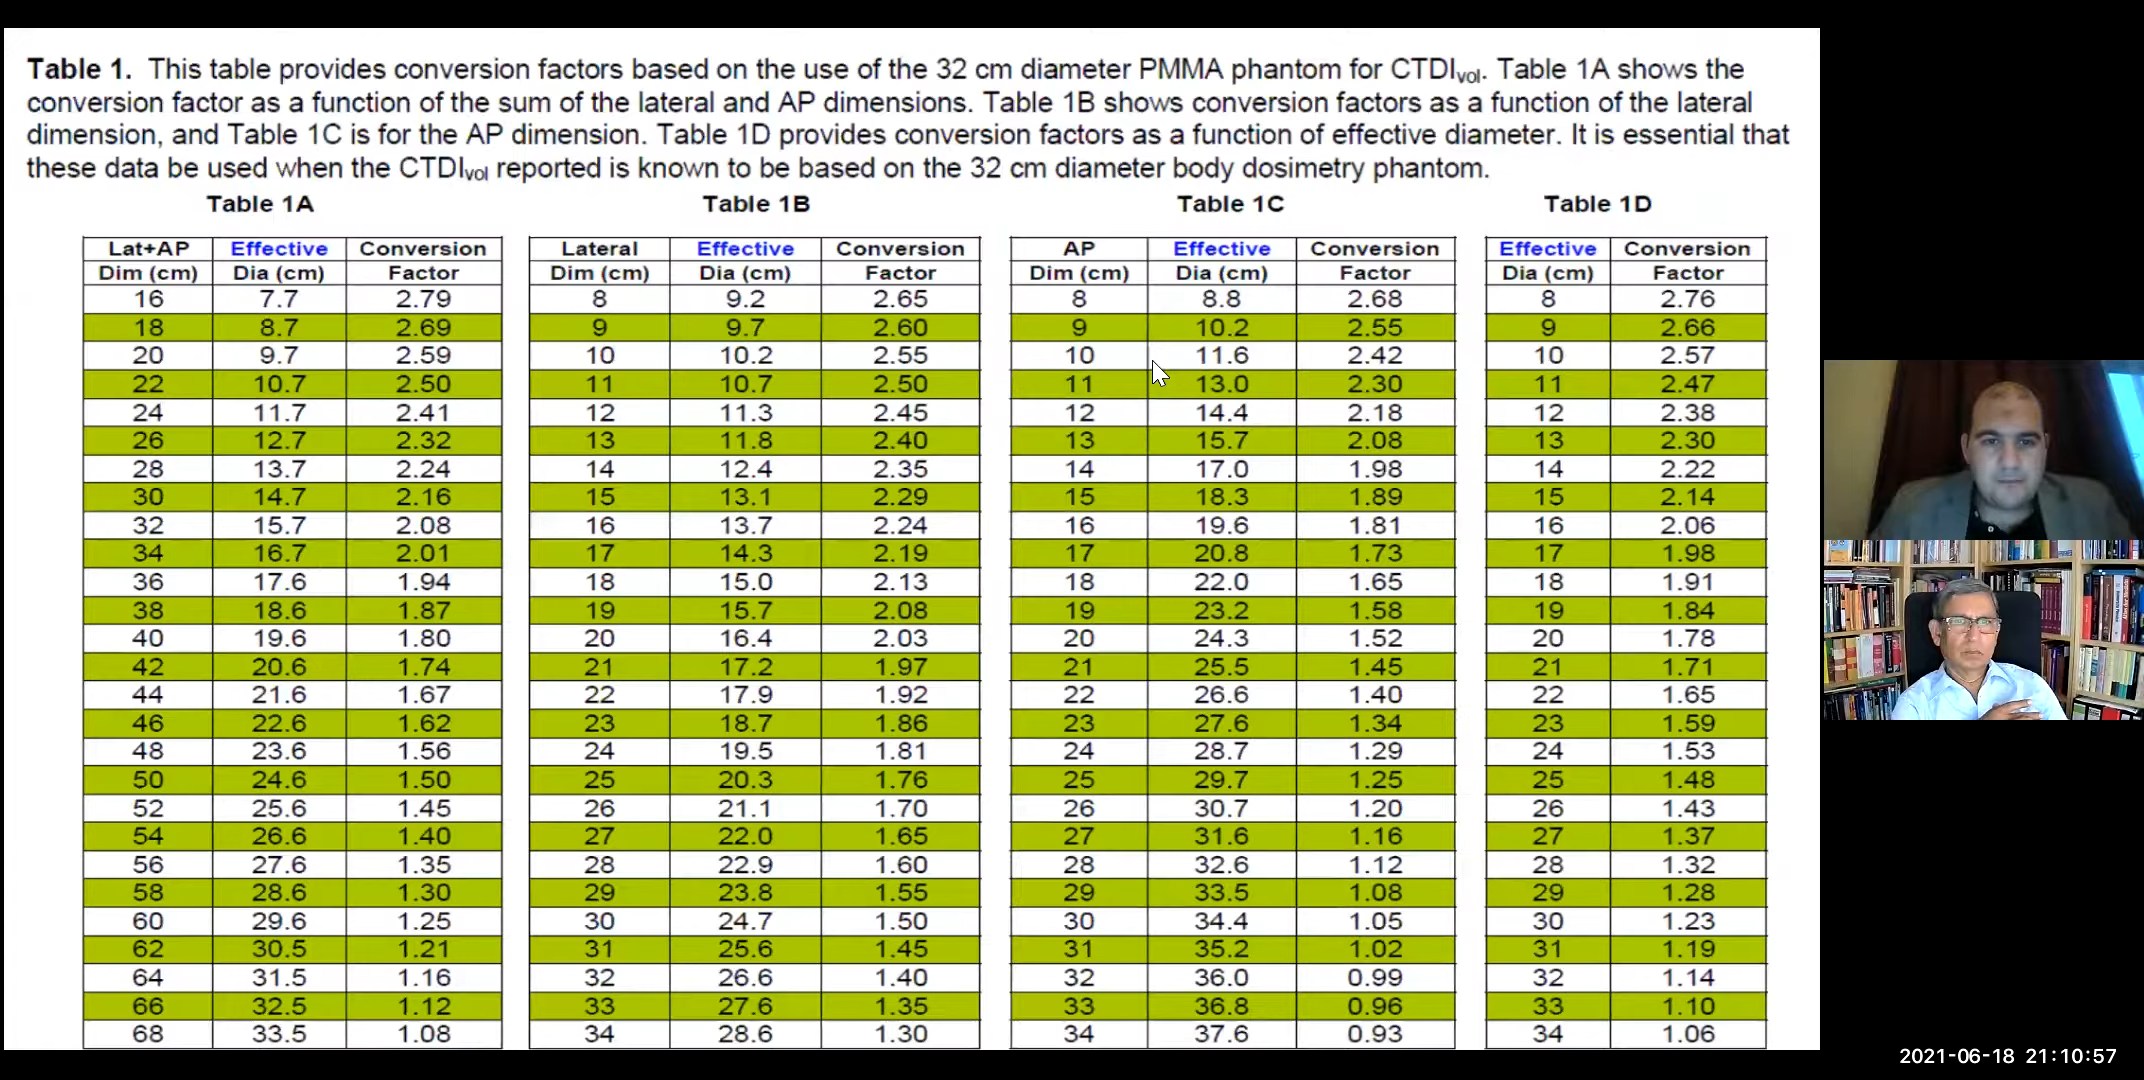 Table 1. This table provides conversion factors based on the use of the 32 cm diameter PMMA phantom for CTDIvol. Table 1A shows the
conversion factor as a function of the sum of the lateral and AP dimensions. Table 1B shows conversion factors as a function of the lateral
dimension, and Table 1C is for the AP dimension. Table 1D provides conversion factors as a function of effective diameter. It is essential that
these data be used when the CTDIvol reported is known to be based on the 32 cm diameter body dosimetry phantom.
Table 1A Table 1B Table 1C Table 1D
Lat+AP Effective Conversion Lateral Effective Conversion AP Effective Conversion Effective Conversion
Dim (cm) Dia (cm) Factor Dim (cm) Dia (cm) Factor Dim (cm) Dia (cm) Factor Dia (cm) Factor
16 7.7 2.79 8 9.2 2.65 8 8.8 2.68 8 2.76
18 8.7 2.69 9 9.7 2.60 9 10.2 2.55 9 2.66
20 9.7 2.59 10 10.2 2.55 10 11.6 2.42 10 2.57
22 10.7 2.50 11 10.7 2.50 11 13.0 2.30 11 2.47
24 11.7 2.41 12 11.3 2.45 12 14.4 2.18 12 2.38
26 12.7 2.32 13 11.8 2.40 13 15.7 2.08 13 2.30
28 13.7 2.24 14 12.4 2.35 14 17.0 1.98 14 2.22
30 14.7 2.16 15 13.1 2.29 15 18.3 1.89 15 2.14
32 15.7 2.08 16 13.7 2.24 16 19.6 1.81 16 2.06
34 16.7 2.01 17 14.3 2.19 17 20.8 1.73 17 1.98
36 17.6 1.94 18 15.0 2.13 18 22.0 1.65 18 1.91
38 18.6 1.87 19 15.7 2.08 19 23.2 1.58 19 1.84
40 19.6 1.80 20 16.4 2.03 20 24.3 1.52 20 1.78
42 20.6 1.74 21 17.2 1.97 21 25.5 1.45 21 1.71
44 21.6 1.67 22 17.9 1.92 22 26.6 1.40 22 1.65
46 22.6 1.62 23 18.7 1.86 23 27.6 1.34 23 1.59
48 23.6 1.56 24 19.5 1.81 24 28.7 1.29 24 1.53
50 24.6 1.50 25 20.3 1.76 25 29.7 1.25 25 1.48
52 25.6 1.45 26 21.1 1.70 26 30.7 1.20 26 1.43
54 26.6 1.40 27 22.0 1.65 27 31.6 1.16 27 1.37
56 27.6 1.35 28 22.9 1.60 28 32.6 1.12 28 1.32
58 28.6 1.30 29 23.8 1.55 29 33.5 1.08 29 1.28
60 29.6 1.25 30 24.7 1.50 30 34.4 1.05 30 1.23
62 30.5 1.21 31 25.6 1.45 31 35.2 1.02 31 1.19
64 31.5 1.16 32 26.6 1.40 32 36.0 0.99 32 1.14
66 32.5 1.12 33 27.6 1.35 33 36.8 0.96 33 1.10
68 33.5 1.08 34 28.6 1.30 34 37.6 0.93 34 1.06
2021-06-18 21:10:57